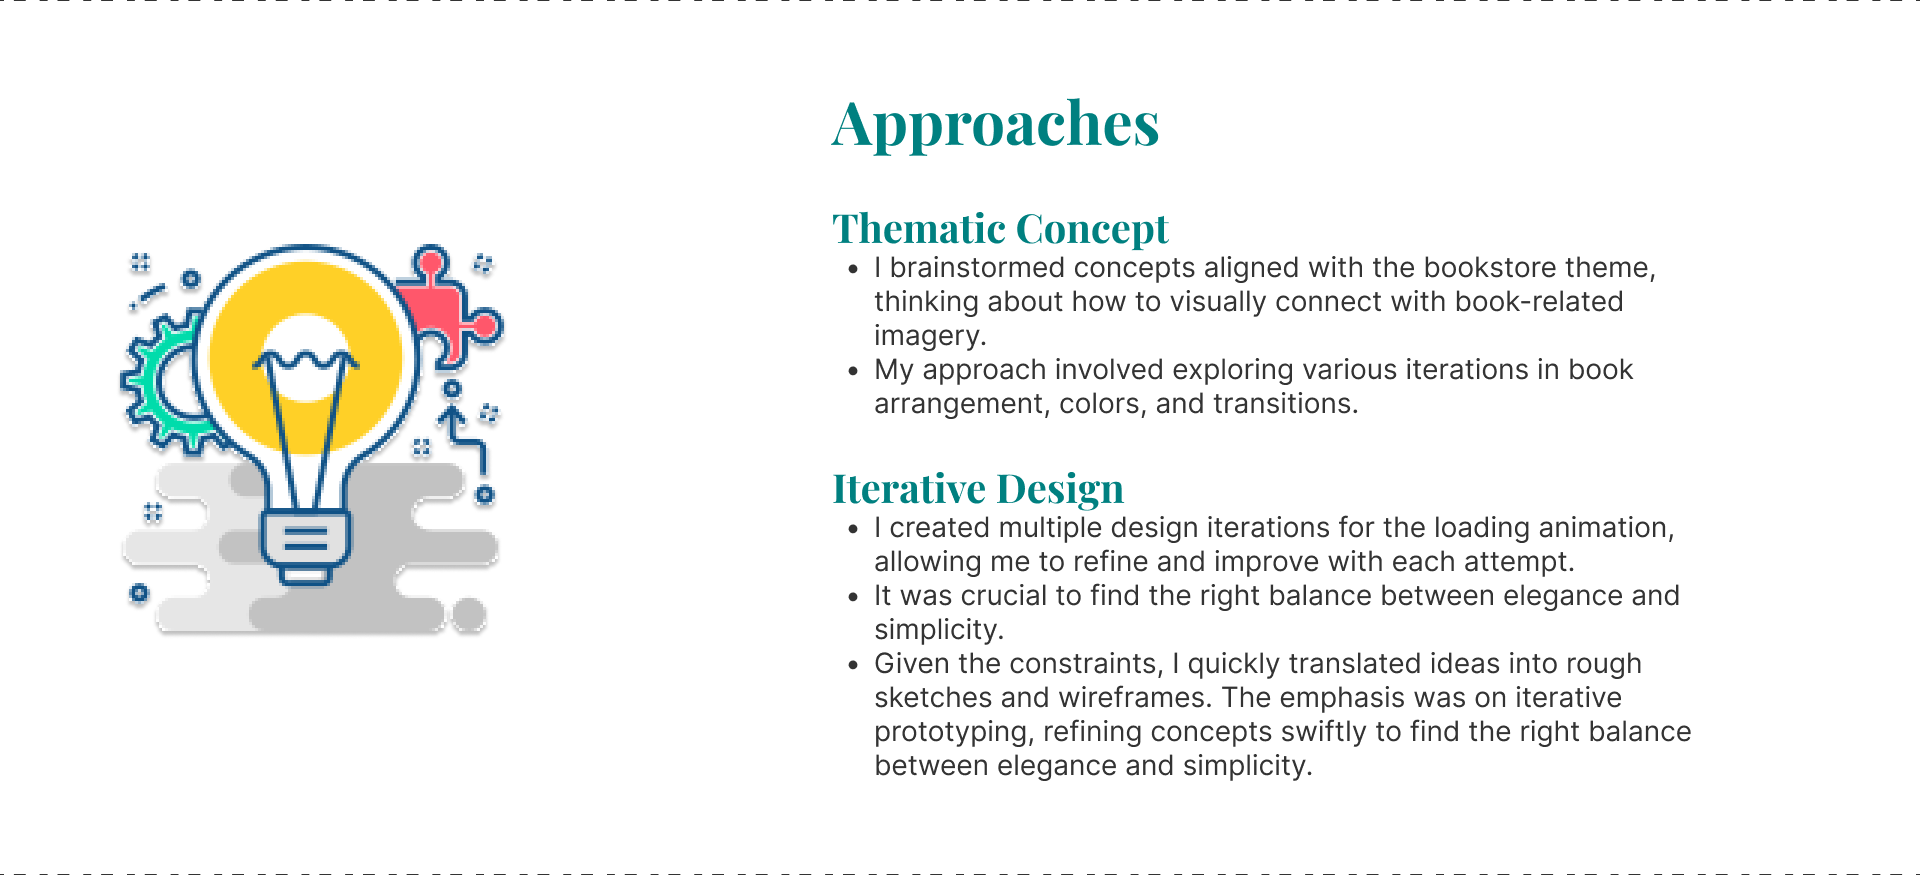 Approaches
Thematic Concept
• I brainstormed concepts aligned with the bookstore theme,
thinking about how to visually connect with book-related
imagery.
• My approach involved exploring various iterations in book
arrangement, colors, and transitions.
Iterative Design
• I created multiple design iterations for the loading animation,
allowing me to refine and improve with each attempt.
• It was crucial to find the right balance between elegance and
simplicity.
• Given the constraints, I quickly translated ideas into rough
sketches and wireframes. The emphasis was on iterative
prototyping, refining concepts swiftly to find the right balance
between elegance and simplicity.